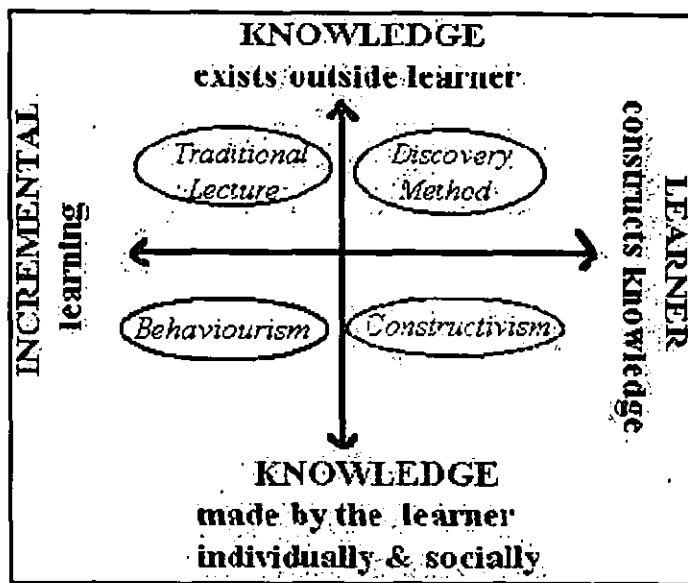 KNOWLEDGE
exists outside learner
INCREMENTAL
learning
Traditional
Lecture
Discovery
Method
LEARNER
constructs knowledge
Behaviourism
Constructivism
KNOWLEDGE
made by the learner
individually & socially